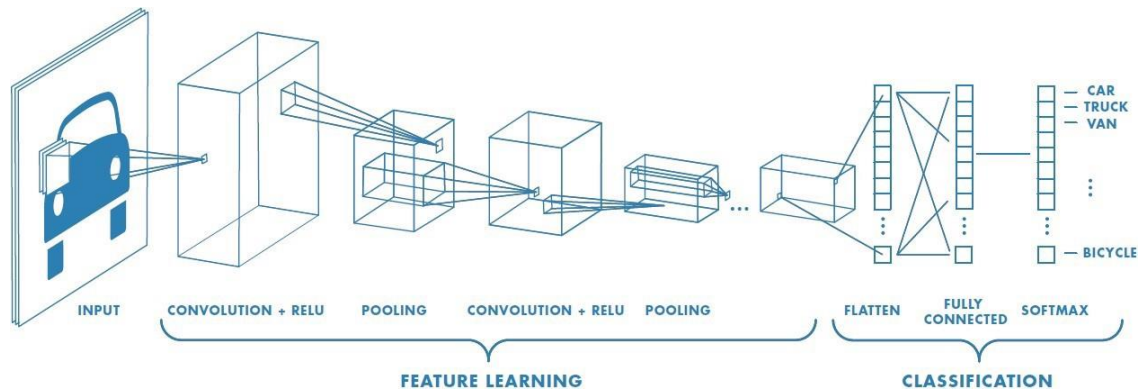 CAR
TRUCK
VAN
BICYCLE
INPUT
CONVOLUTION + RELU
POOLING
CONVOLUTION + RELU
POOLING
FLATTEN
FULLY
CONNECTED
SOFTMAX
FEATURE LEARNING
CLASSIFICATION